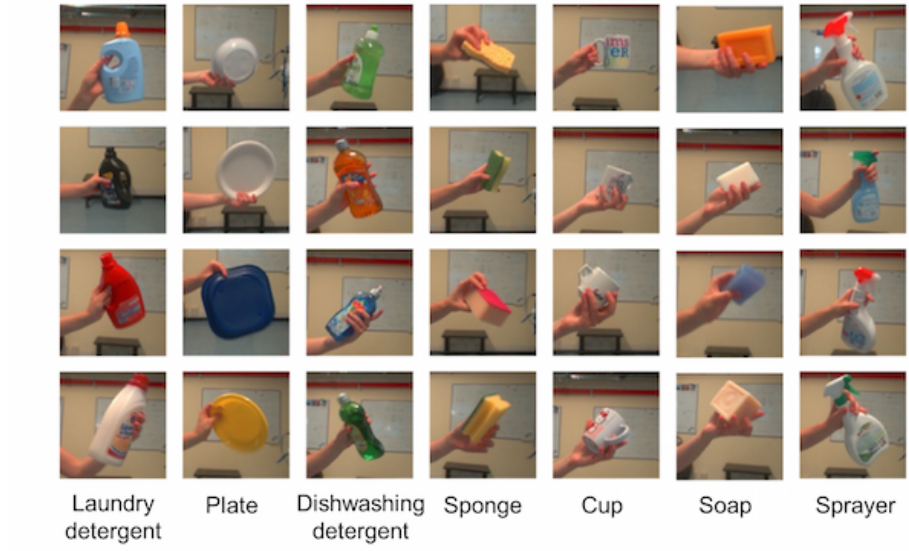 Laundry
detergent
Plate
Dishwashing
detergent
Sponge
Cup
Soap
Sprayer